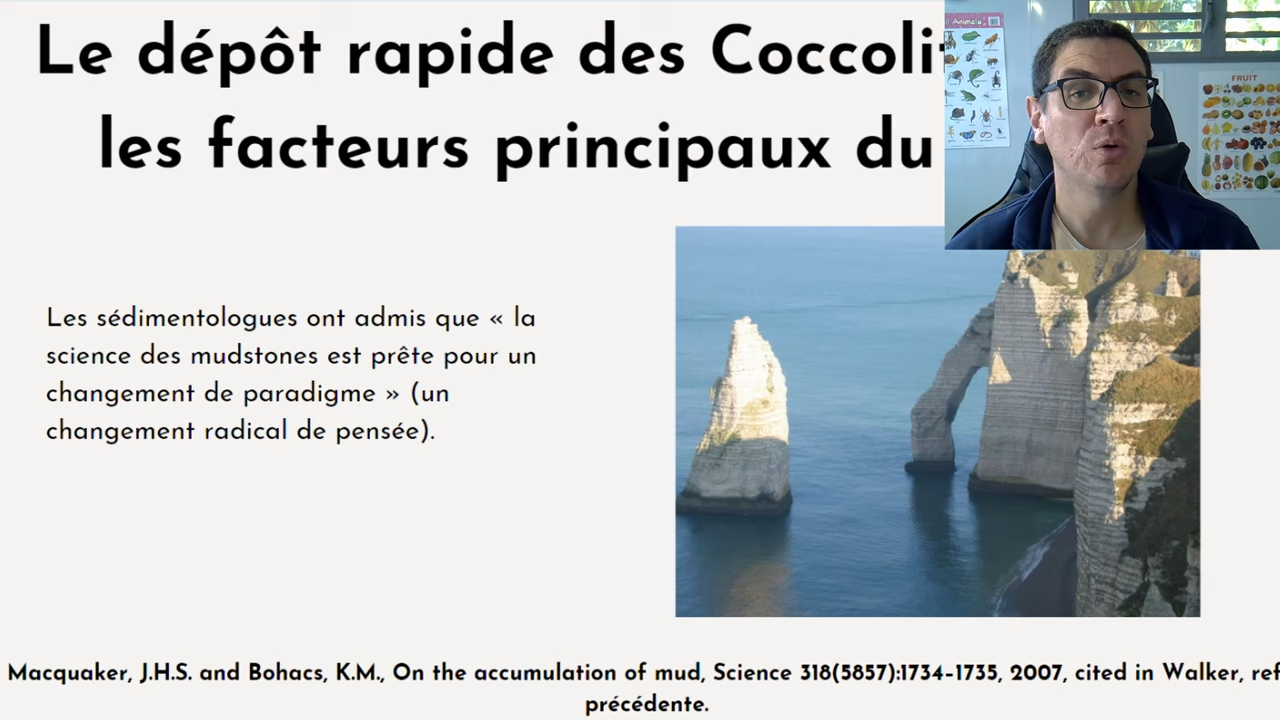 Le dépôt rapide des
les facteurs principaux du
Animals
FRUIT
Les sédimentologues ont admis que « la
science des mudstones est prête pour un
changement de paradigme » (un
changement radical de pensée).
Macquaker, J.H.S. and Bohacs, K.M., On the accumulation of mud, Science 318(5857):1734–1735, 2007, cited in Walker,
précédente.